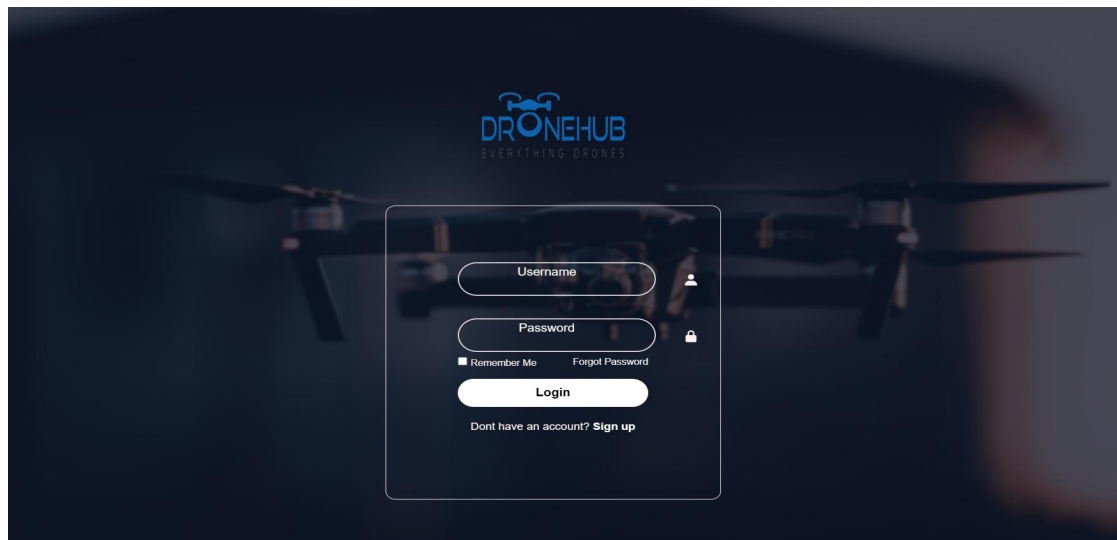 DRONEHUB
EVERYTHING DRONES
Username
Password
Remember Me Forgot Password
Login
Dont have an account? Sign up